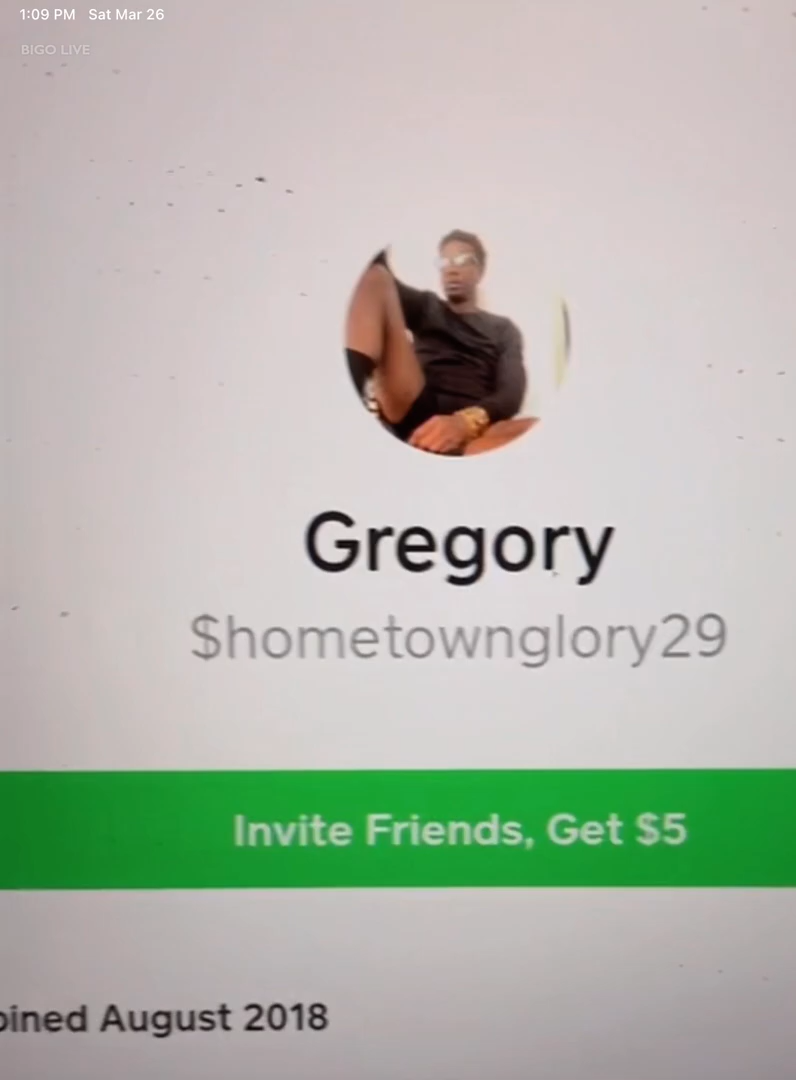 1:09 PM Sat Mar 26
BIGO LIVE
Gregory
$hometownglory29
Invite Friends, Get $5
oined August 2018